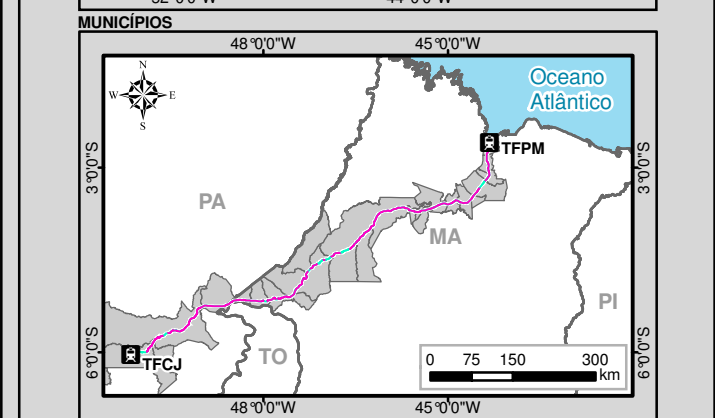 MUNICÍPIOS
48°0'0"W 45°0'0"W
N
W E
S
Oceano
Atlântico
TFPM
3°0'0"S 3°0'0"S
PA
MA
PI
TO
TFCJ
6°0'0"S 6°0'0"S
0 75 150 300
km
48°0'0"W 45°0'0"W